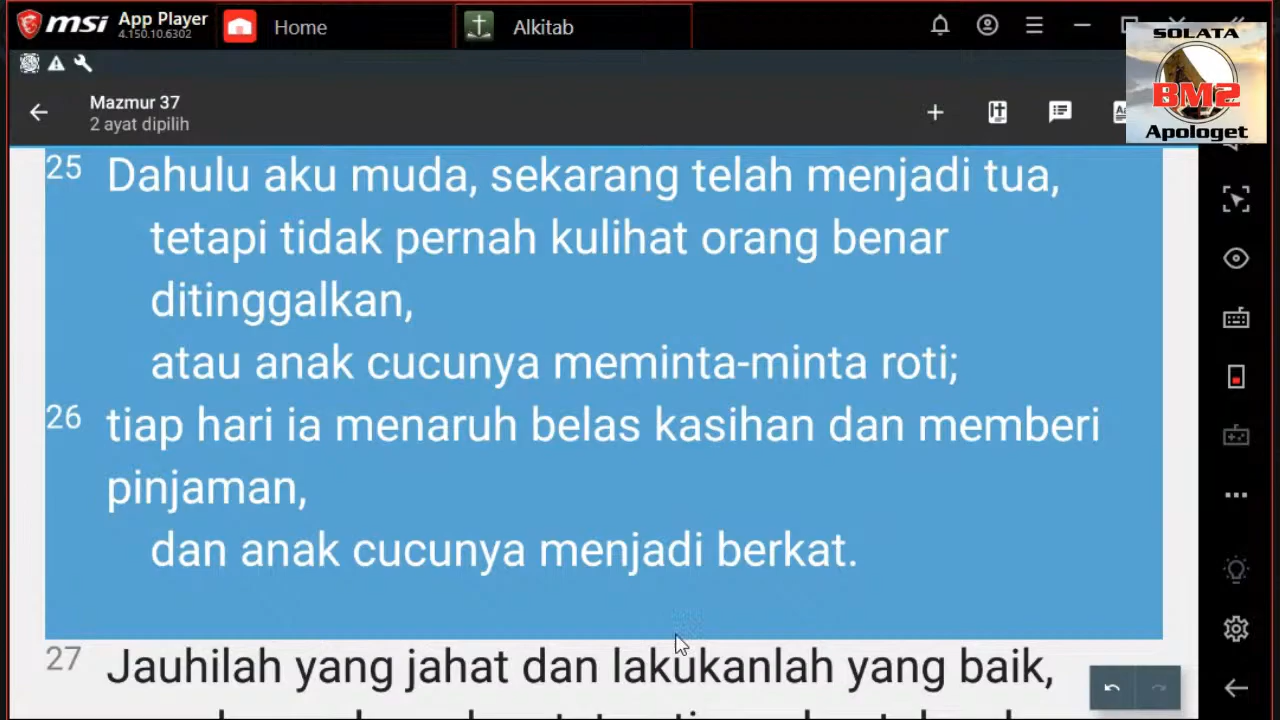 msi App Player
4.150.10.6302
Home
Alkitab
SOLATA
BM2
Apologet
Mazmur 37
2 ayat dipilih
25 Dahulu aku muda, sekarang telah menjadi tua,
tetapi tidak pernah kulihat orang benar
ditinggalkan,
atau anak cucunya meminta-minta roti;
26 tiap hari ia menaruh belas kasihan dan memberi
pinjaman,
dan anak cucunya menjadi berkat.
27 Jauhilah yang jahat dan lakukanlah yang baik,